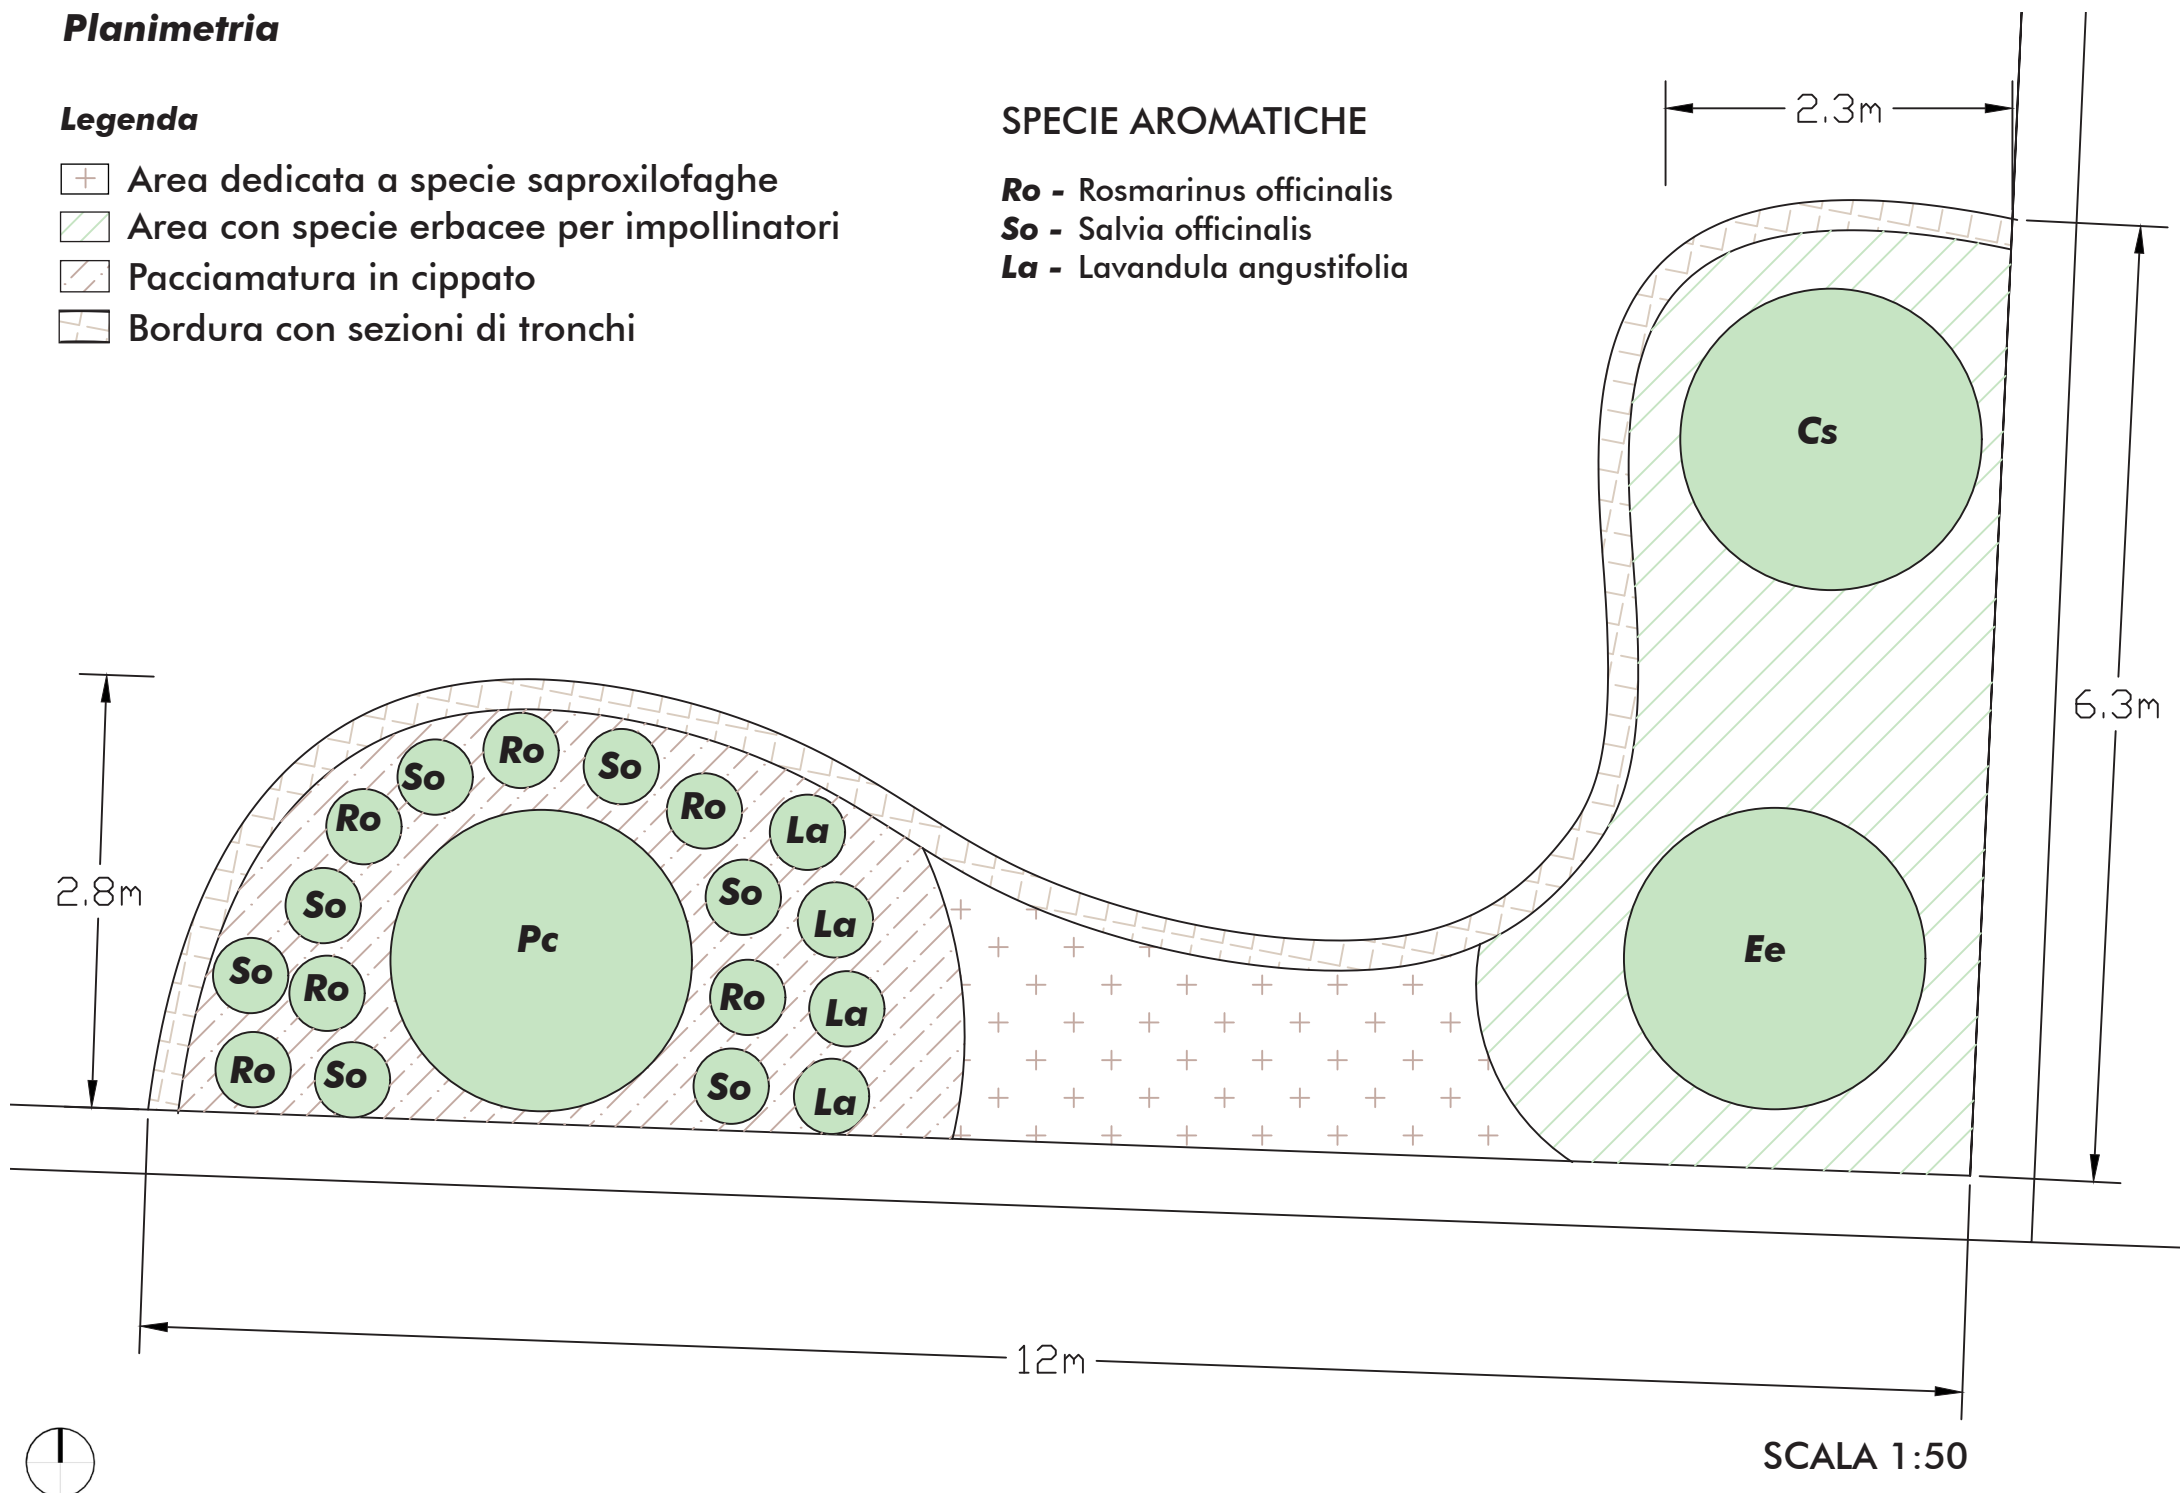 Planimetria
Legenda
Area dedicata a specie saproxilofaghe
Area con specie erbacee per impollinatori
Pacciamatura in cippato
Bordura con sezioni di tronchi
SPECIE AROMATICHE
Ro - Rosmarinus officinalis
So - Salvia officinalis
La - Lavandula angustifolia
2.3m
Cs
6.3m
Ro
So
So
Ro
Ro
La
So
So
La
Pc
Ee
So
Ro
Ro
La
Ro
So
So
La
2.8m
12m
SCALA 1:50